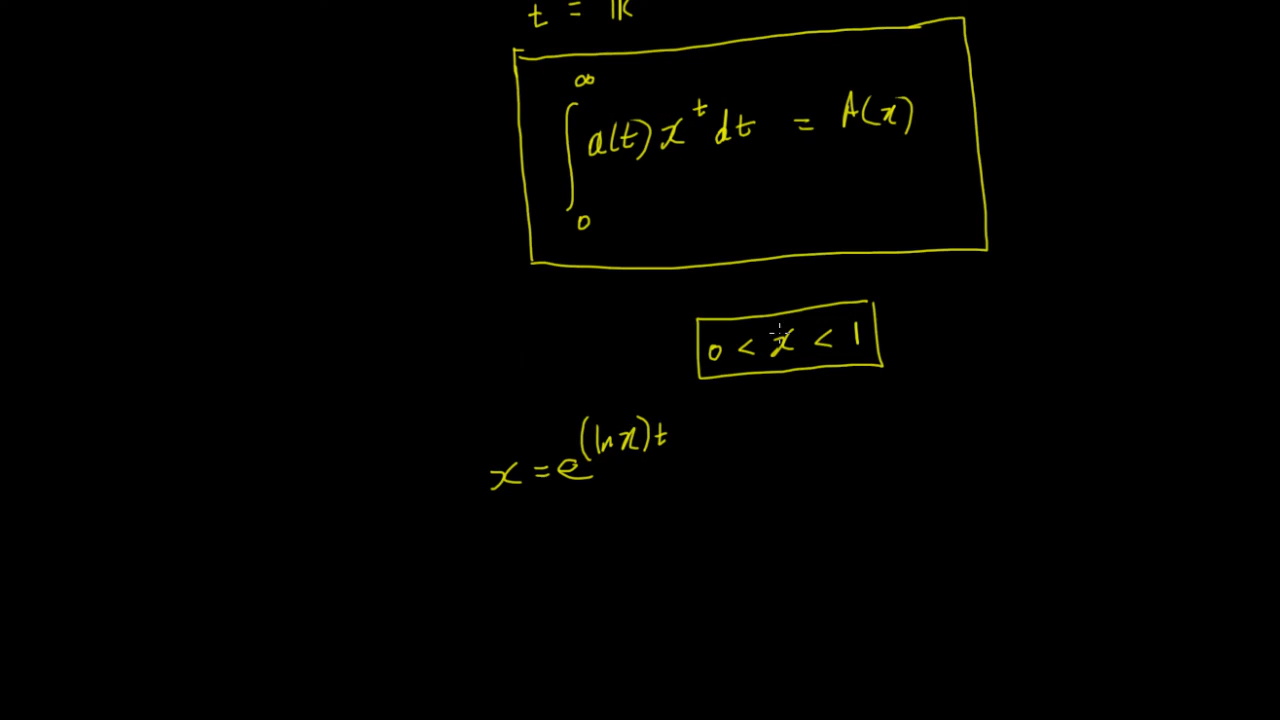 t = ℝ
∫₀^∞ a(t) x^t dt = A(x)
0 < x < 1
x = e^(ln x)t